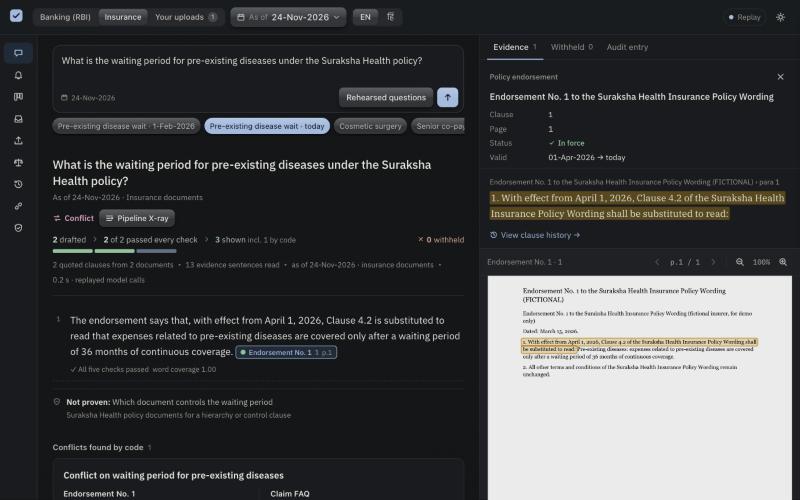 Banking (RBI) Insurance Your uploads 1 As of 24-Nov-2026 EN Replay
What is the waiting period for pre-existing diseases under the Suraksha Health policy?
24-Nov-2026 Rehearsed questions
Pre-existing disease wait · 1-Feb-2026 Pre-existing disease wait · today Cosmetic surgery Senior co-pay
What is the waiting period for pre-existing diseases under the Suraksha
Health policy?
As of 24-Nov-2026 · Insurance documents
Conflict Pipeline X-ray
2 drafted > 2 of 2 passed every check > 3 shown incl. 1 by code × 0 withheld
2 quoted clauses from 2 documents • 13 evidence sentences read • as of 24-Nov-2026 · insurance documents •
0.2 s · replayed model calls
1 The endorsement says that, with effect from April 1, 2026, Clause 4.2 is substituted to
read that expenses related to pre-existing diseases are covered only after a waiting period
of 36 months of continuous coverage. Endorsement No. 1 1 p.1
✓ All five checks passed word coverage 1.00
Not proven: Which document controls the waiting period
Suraksha Health policy documents for a hierarchy or control clause
Conflicts found by code 1
Conflict on waiting period for pre-existing diseases
Endorsement No. 1 Claim FAQ
Evidence 1 Withheld 0 Audit entry
Policy endorsement
Endorsement No. 1 to the Suraksha Health Insurance Policy Wording
Clause 1
Page 1
Status ✓ In force
Valid 01-Apr-2026 → today
Endorsement No. 1 to the Suraksha Health Insurance Policy Wording (FICTIONAL) · para 1
1. With effect from April 1, 2026, Clause 4.2 of the Suraksha Health
Insurance Policy Wording shall be substituted to read:
View clause history →
Endorsement No. 1 · 1 p.1 / 1 100%
Endorsement No. 1 to the Suraksha Health Insurance Policy Wording
(FICTIONAL)
Endorsement No. 1 to the Suraksha Health Insurance Policy Wording (fictional insurer, for demo
only)
Dated: March 15, 2026.
1. With effect from April 1, 2026, Clause 4.2 of the Suraksha Health Insurance Policy Wording shall
be substituted to read: Pre-existing diseases: expenses related to pre-existing diseases are covered
only after a waiting period of 36 months of continuous coverage.
2. All other terms and conditions of the Suraksha Health Insurance Policy Wording remain
unchanged.